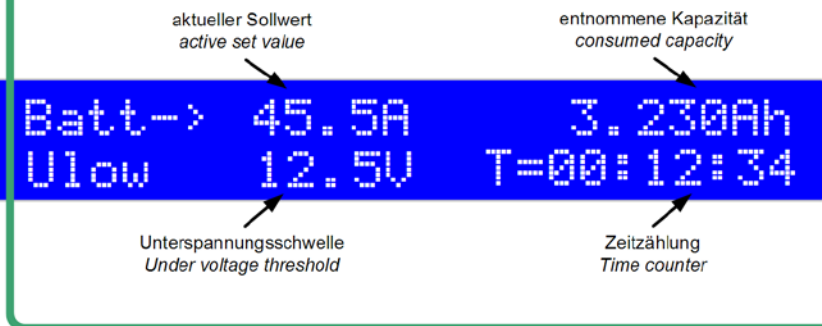 aktueller Sollwert
active set value
entnommene Kapazität
consumed capacity
Batt-> 45.5A 3.230Ah
Ulow 12.5V T=00:12:34
Unterspannungsschwelle
Under voltage threshold
Zeitzählung
Time counter